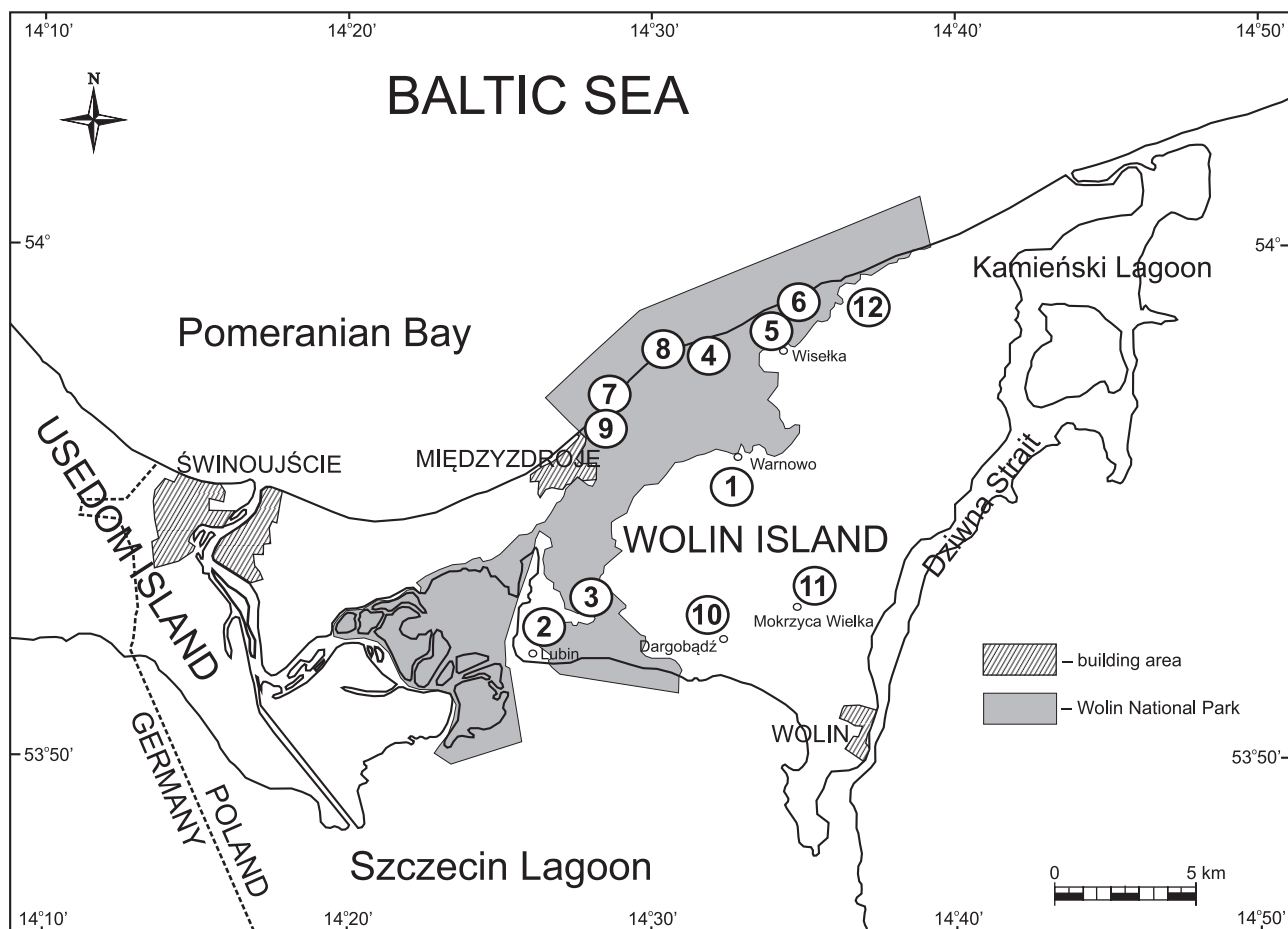 14°10'
14°20'
14°30'
14°40'
14°50'
N
BALTIC SEA
54°
54°
Kamieński Lagoon
6
12
Pomeranian Bay
5
8
4
Wisełka
7
9
USEDOM ISLAND
ŚWINOUJŚCIE
MIĘDZYZDROJE
Warnowo
1
Dziwna Strait
WOLIN ISLAND
11
3
10
Mokrzyca Wielka
2
Dargobądź
Lubin
– building area
– Wolin National Park
WOLIN
53°50'
53°50'
GERMANY
POLAND
Szczecin Lagoon
0
5 km
14°10'
14°20'
14°30'
14°40'
14°50'